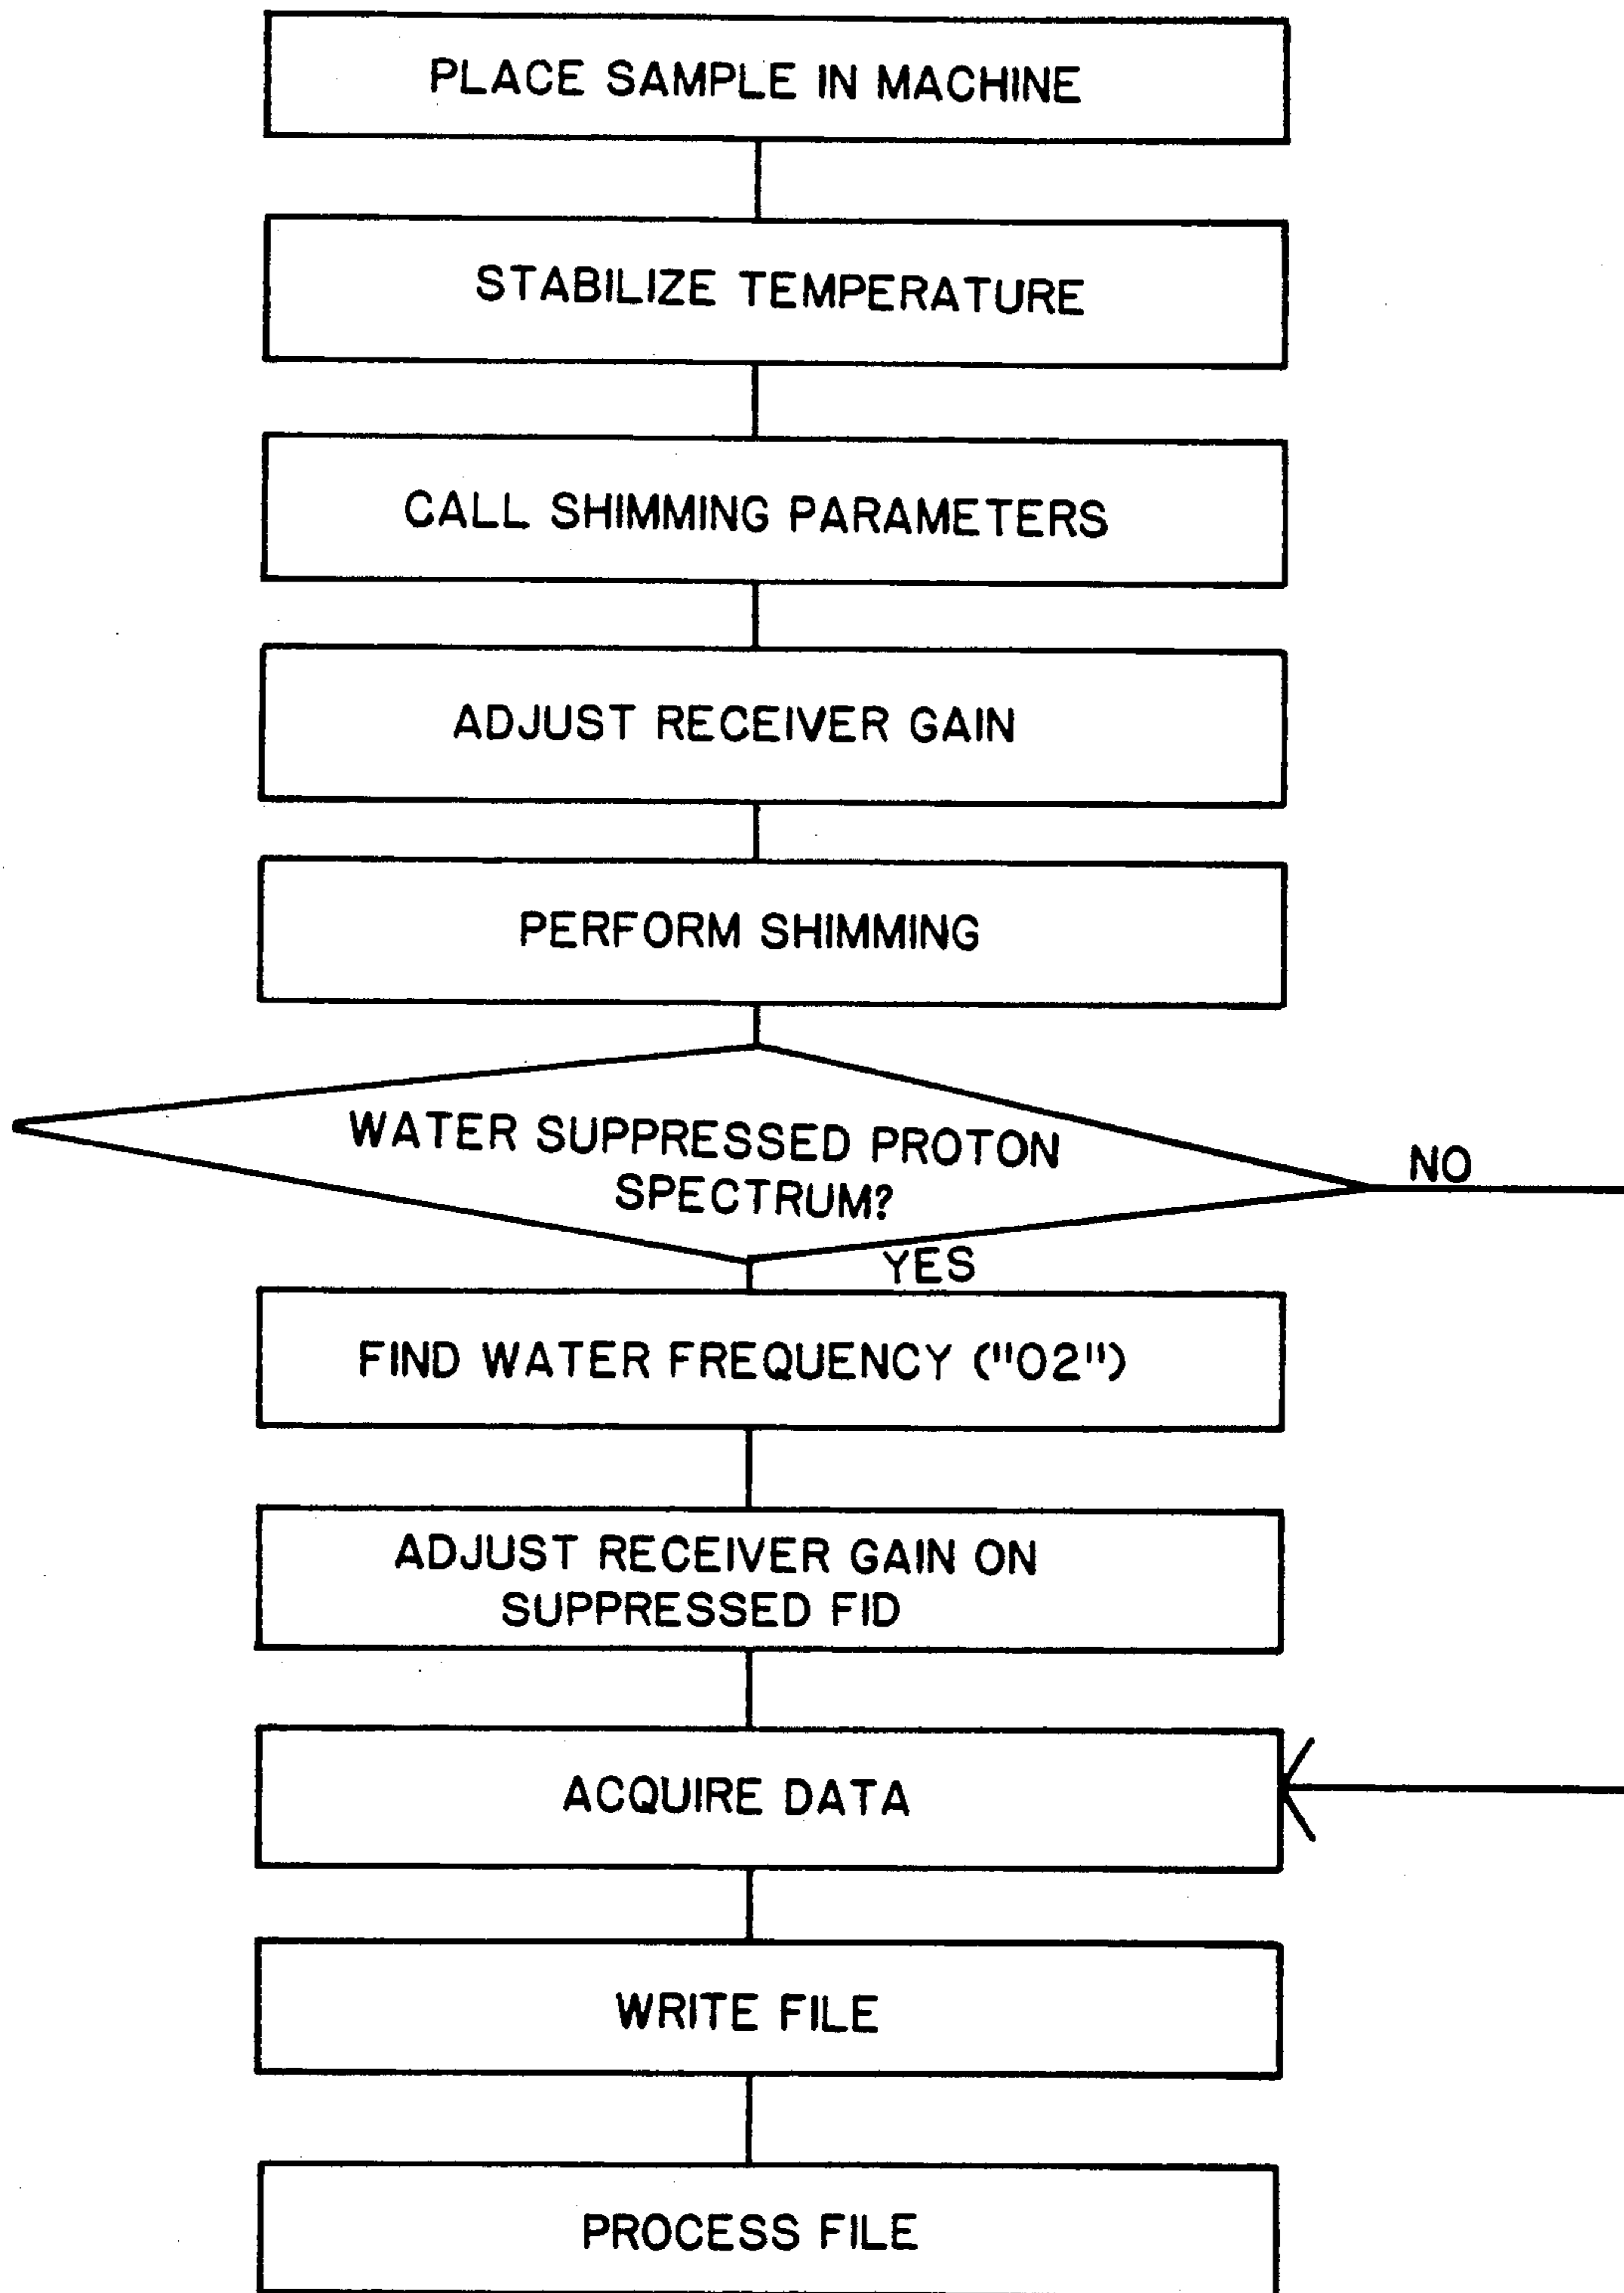 PLACE SAMPLE IN MACHINE
STABILIZE TEMPERATURE
CALL SHIMMING PARAMETERS
ADJUST RECEIVER GAIN
PERFORM SHIMMING
WATER SUPPRESSED PROTON
SPECTRUM?
NO
YES
FIND WATER FREQUENCY ("O2")
ADJUST RECEIVER GAIN ON
SUPPRESSED FID
ACQUIRE DATA
WRITE FILE
PROCESS FILE